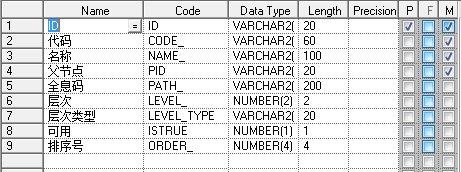 Name Code Data Type Length Precision P F M
1 ID = ID VARCHAR2( 20
2 代码 CODE_ VARCHAR2( 60
3 名称 NAME_ VARCHAR2( 100
4 父节点 PID VARCHAR2( 20
5 全息码 PATH_ VARCHAR2( 200
6 层次 LEVEL_ NUMBER(2) 2
7 层次类型 LEVEL_TYPE VARCHAR2( 20
8 可用 ISTRUE NUMBER(1) 1
9 排序号 ORDER_ NUMBER(4) 4